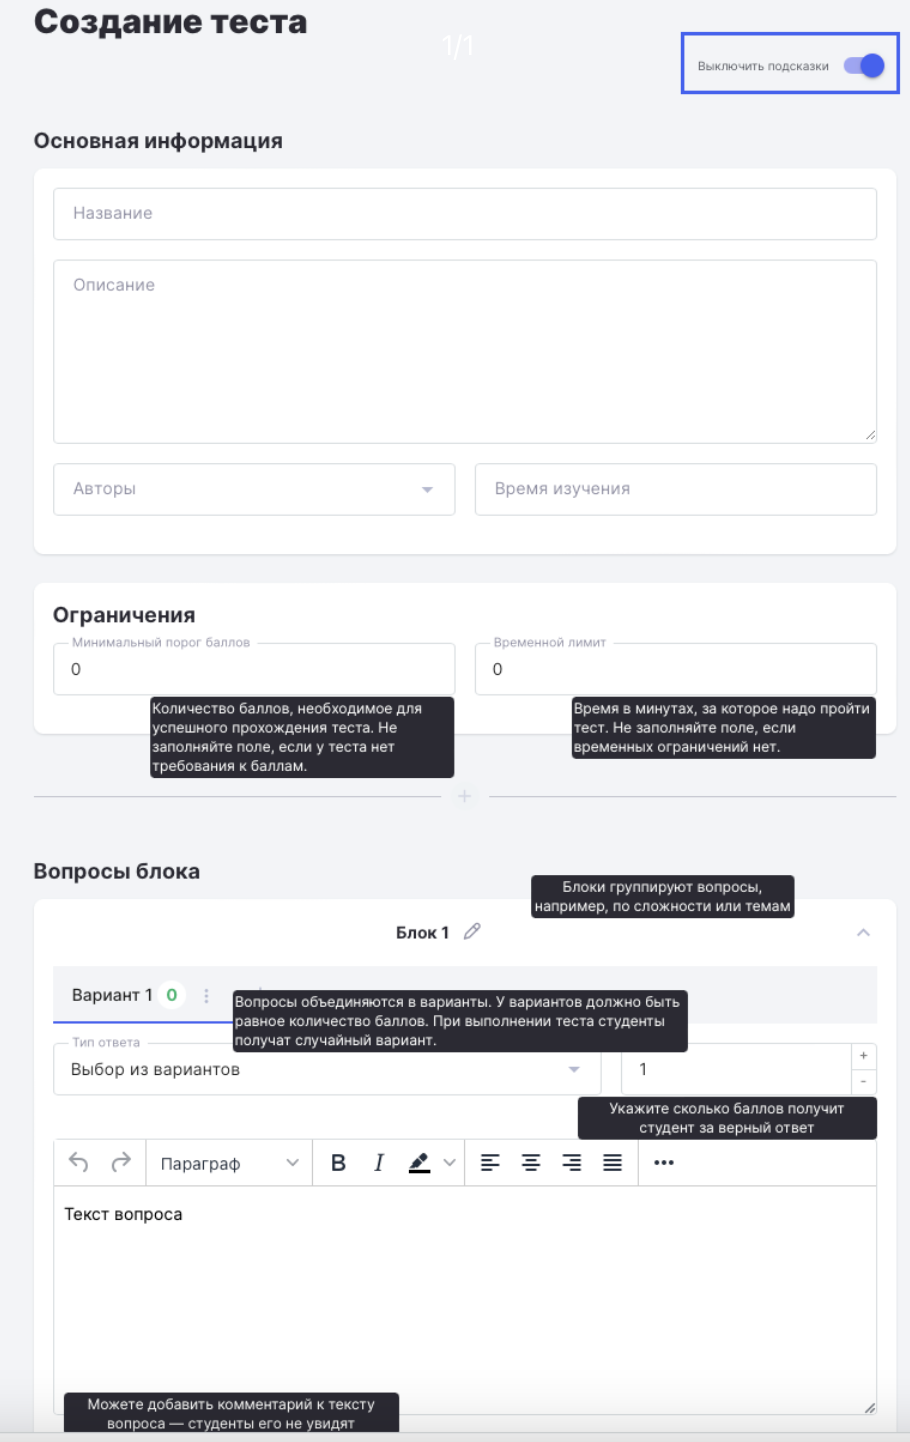 Создание теста
1/1
Выключить подсказки
Основная информация
Название
Описание
Авторы
Время изучения
Ограничения
Минимальный порог баллов
0
Временной лимит
0
Количество баллов, необходимое для
успешного прохождения теста. Не
заполняйте поле, если у теста нет
требования к баллам.
Время в минутах, за которое надо пройти
тест. Не заполняйте поле, если
временных ограничений нет.
+
Вопросы блока
Блоки группируют вопросы,
например, по сложности или темам
Блок 1
Вариант 1 0
Вопросы объединяются в варианты. У вариантов должно быть
равное количество баллов. При выполнении теста студенты
получат случайный вариант.
Тип ответа
Выбор из вариантов
1
+
-
Укажите сколько баллов получит
студент за верный ответ
Параграф
B I
Текст вопроса
Можете добавить комментарий к тексту
вопроса — студенты его не увидят